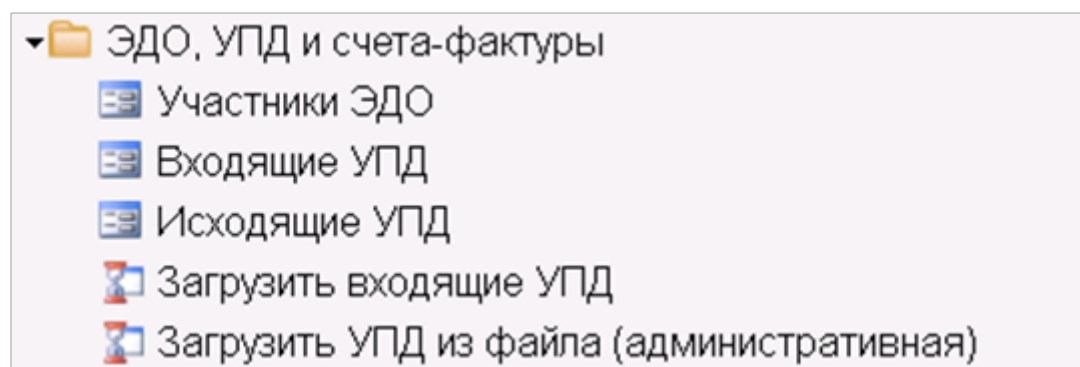 ЭДО, УПД и счета-фактуры
Участники ЭДО
Входящие УПД
Исходящие УПД
Загрузить входящие УПД
Загрузить УПД из файла (административная)